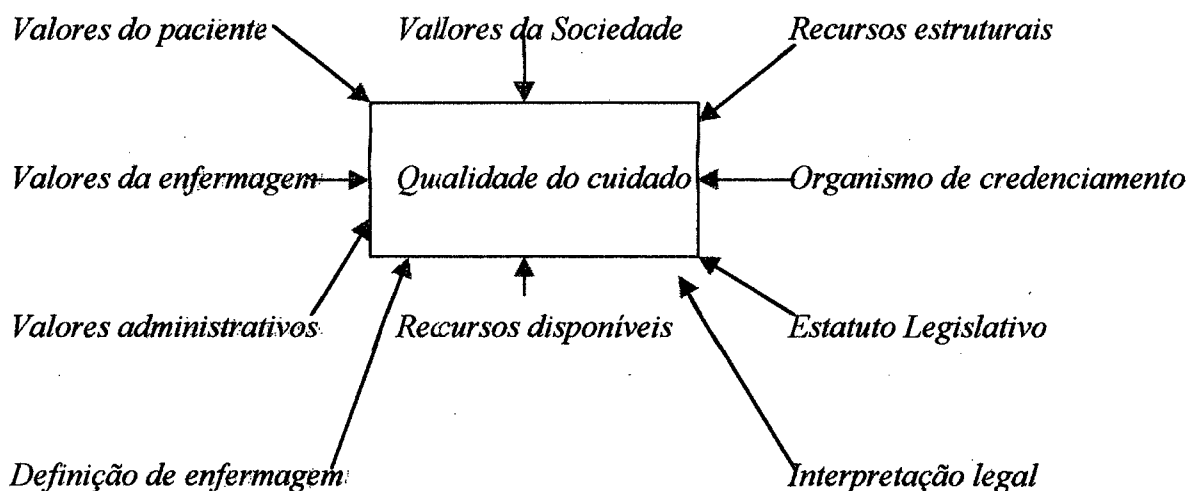 Valores do paciente Vallores da Sociedade Recursos estruturais
Valores da enfermagem Qualidade do cuidado Organismo de credenciamento
Valores administrativos Recursos disponíveis Estatuto Legislativo
Definição de enfermagem Interpretação legal